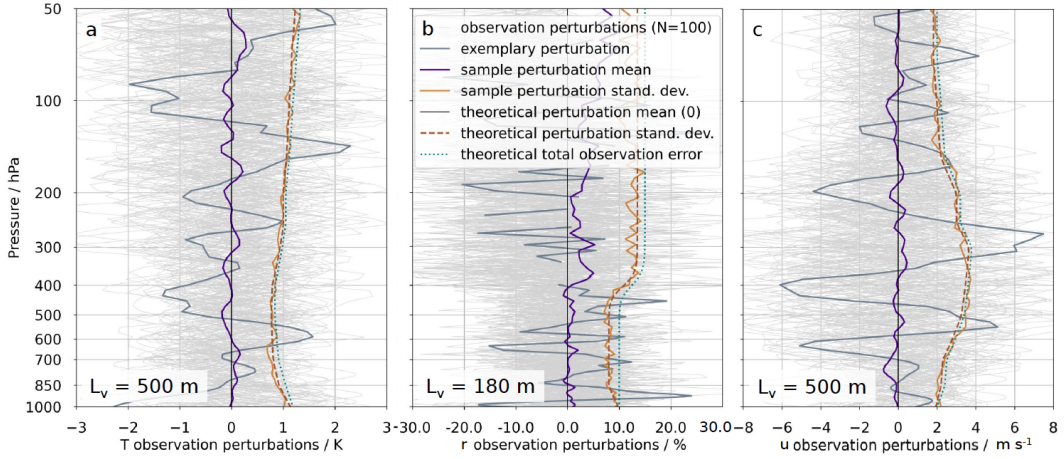 a
b
c
observation perturbations (N=100)
exemplary perturbation
sample perturbation mean
sample perturbation stand. dev.
theoretical perturbation mean (0)
theoretical perturbation stand. dev.
theoretical total observation error
Pressure / hPa
50
100
200
300
400
500
600
700
850
1000
L_v = 500 m
L_v = 180 m
L_v = 500 m
−3 −2 −1 0 1 2 3
-30.0 -20.0 -10.0 0.0 10.0 20.0 30.0
−8 −6 −4 −2 0 2 4 6 8
T observation perturbations / K
r observation perturbations / %
u observation perturbations / m s⁻¹